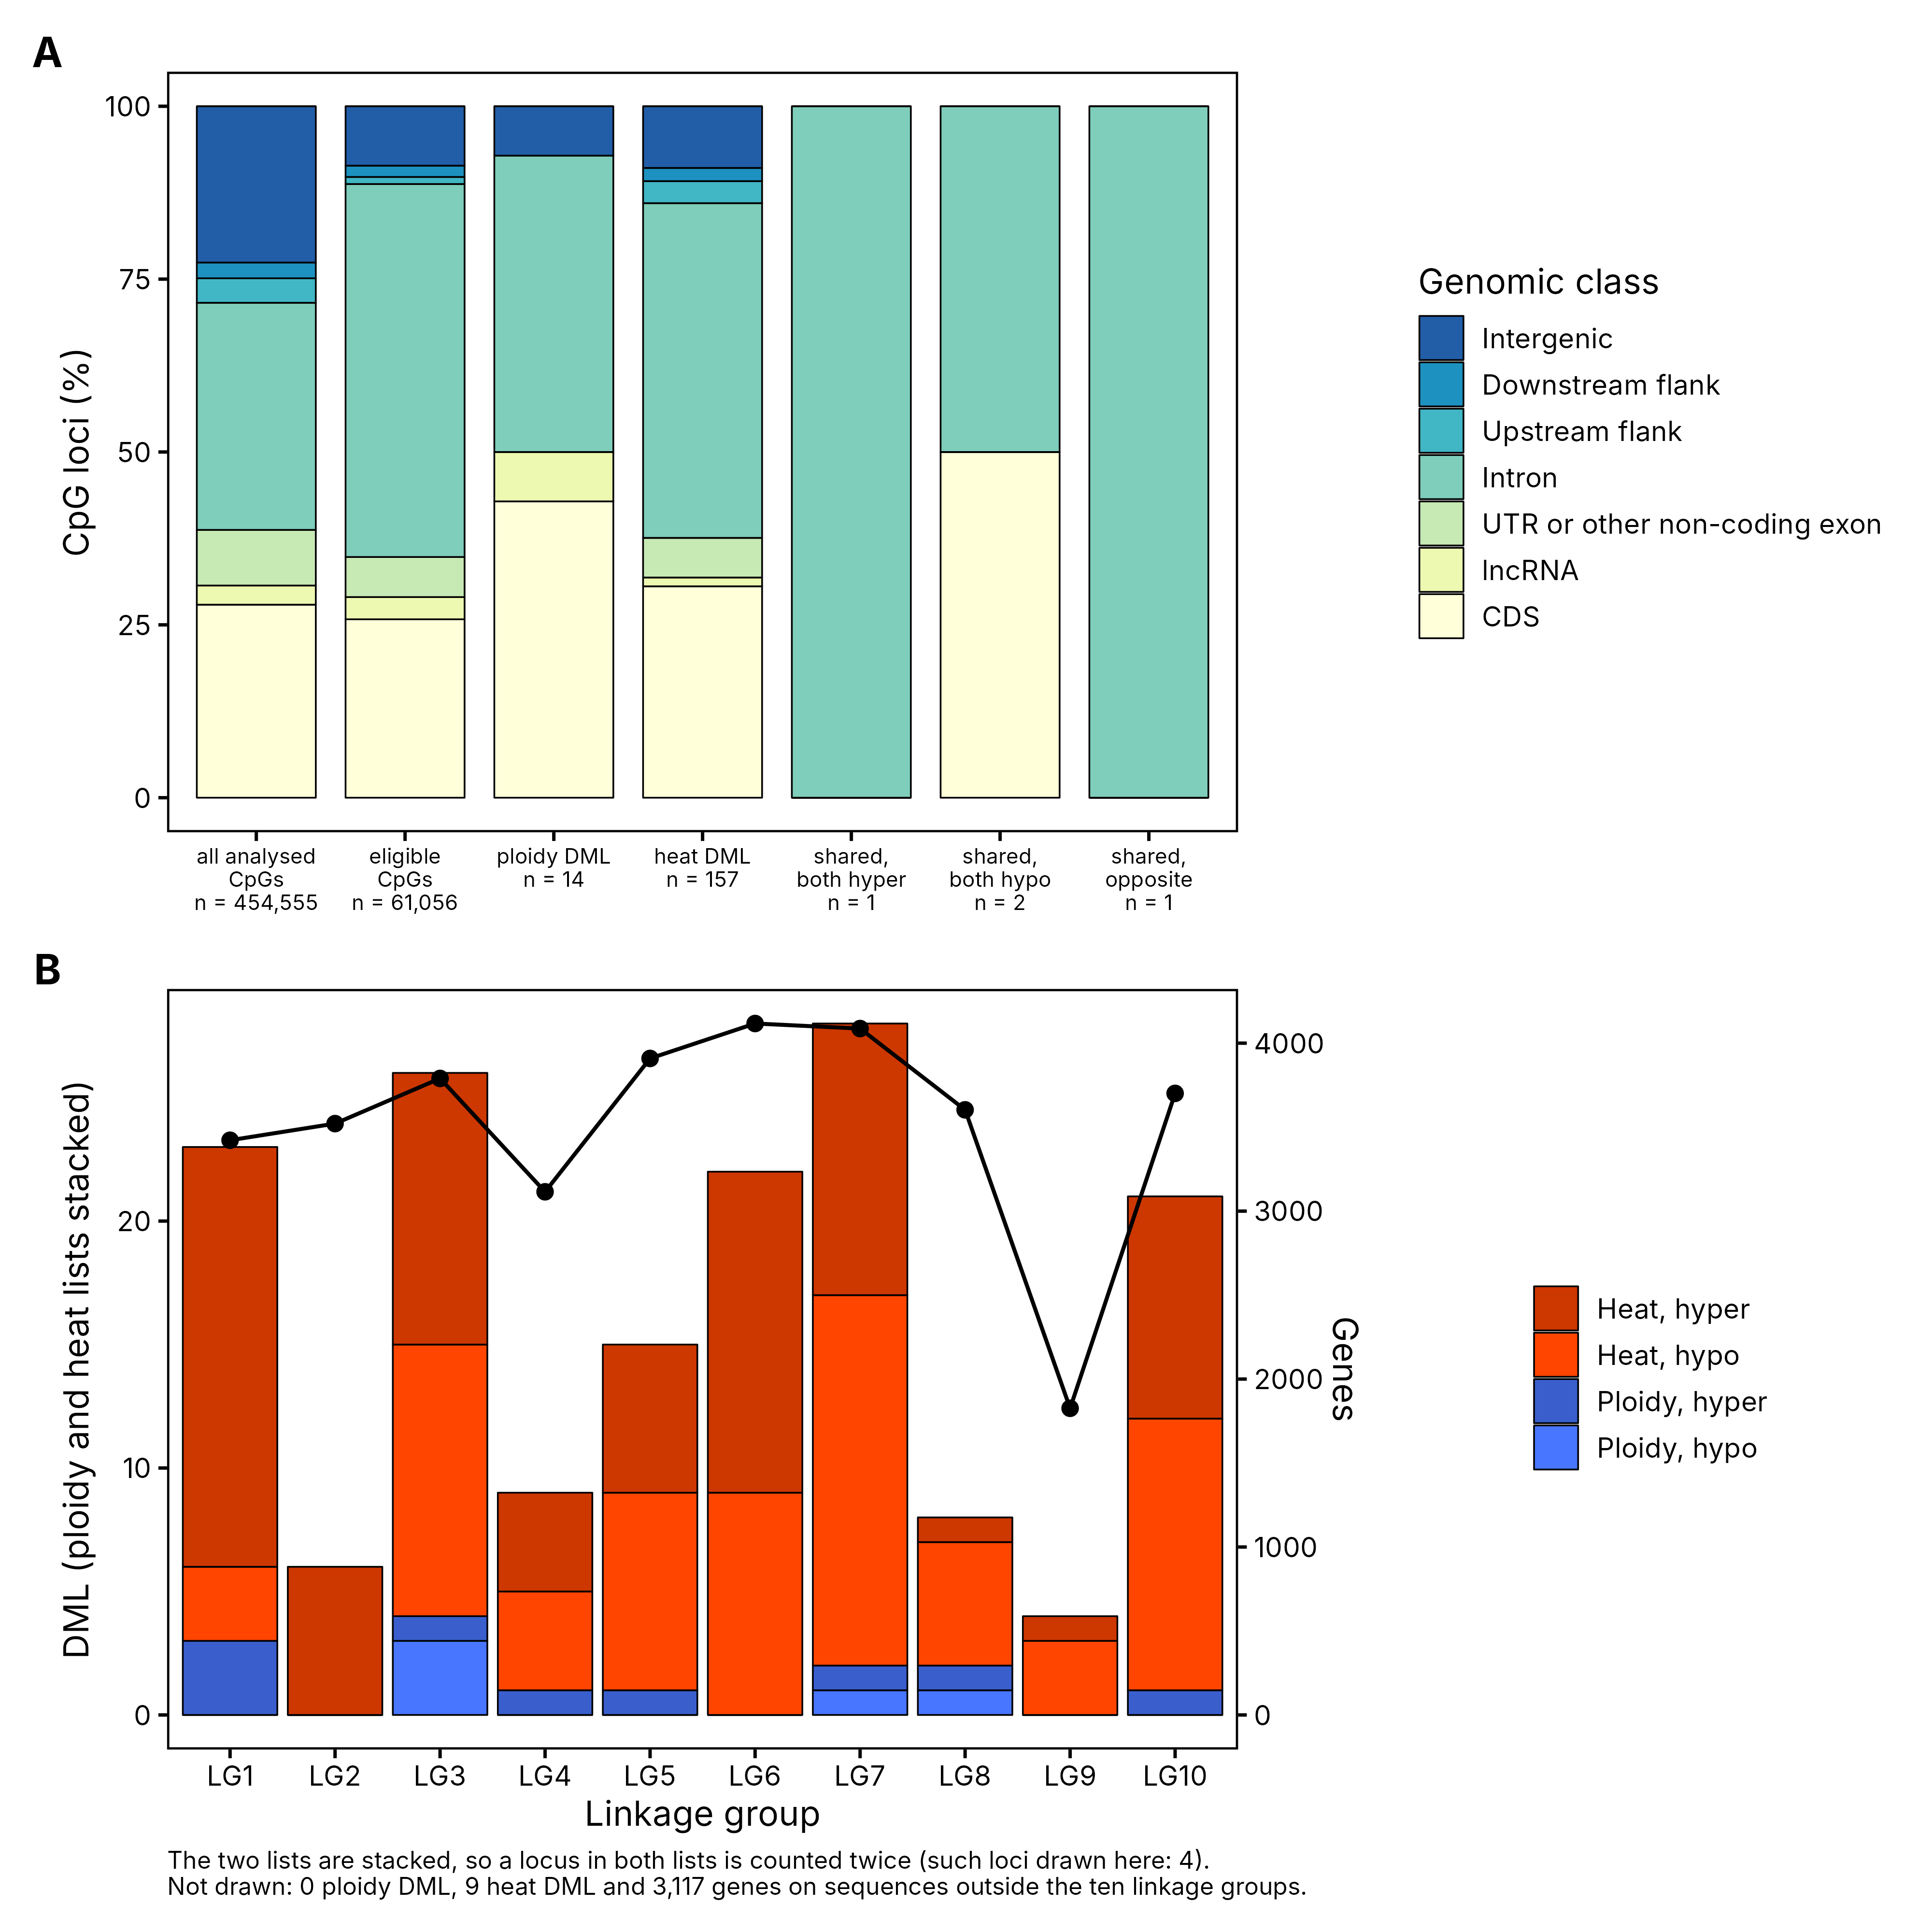 A
CpG loci (%)
100
75
50
25
0
all analysed
CpGs
n = 454,555
eligible
CpGs
n = 61,056
ploidy DML
n = 14
heat DML
n = 157
shared,
both hyper
n = 1
shared,
both hypo
n = 2
shared,
opposite
n = 1
Genomic class
Intergenic
Downstream flank
Upstream flank
Intron
UTR or other non-coding exon
lncRNA
CDS
B
DML (ploidy and heat lists stacked)
20
10
0
4000
3000
2000
1000
0
Genes
LG1
LG2
LG3
LG4
LG5
LG6
LG7
LG8
LG9
LG10
Linkage group
Heat, hyper
Heat, hypo
Ploidy, hyper
Ploidy, hypo
The two lists are stacked, so a locus in both lists is counted twice (such loci drawn here: 4).
Not drawn: 0 ploidy DML, 9 heat DML and 3,117 genes on sequences outside the ten linkage groups.